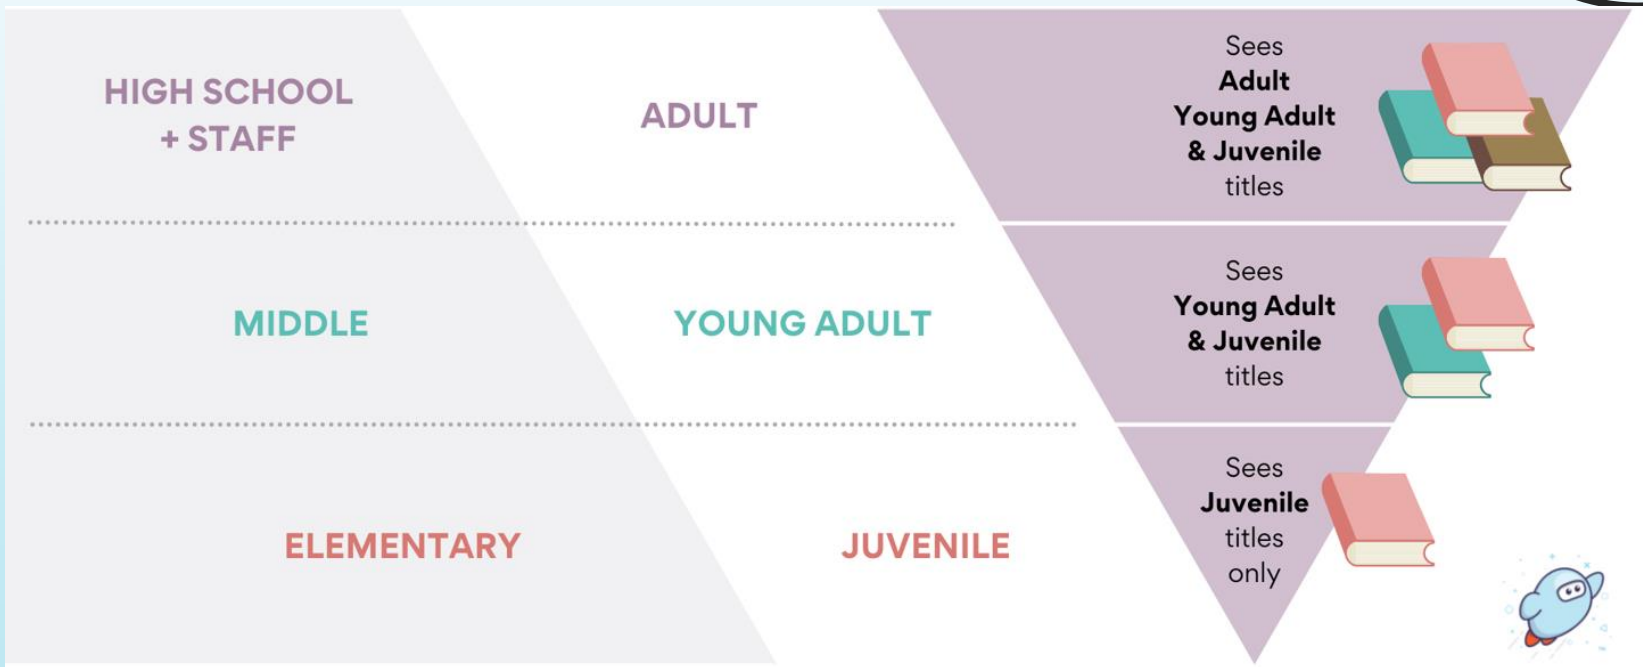 HIGH SCHOOL
+ STAFF
ADULT
Sees
Adult
Young Adult
& Juvenile
titles
MIDDLE
YOUNG ADULT
Sees
Young Adult
& Juvenile
titles
ELEMENTARY
JUVENILE
Sees
Juvenile
titles
only